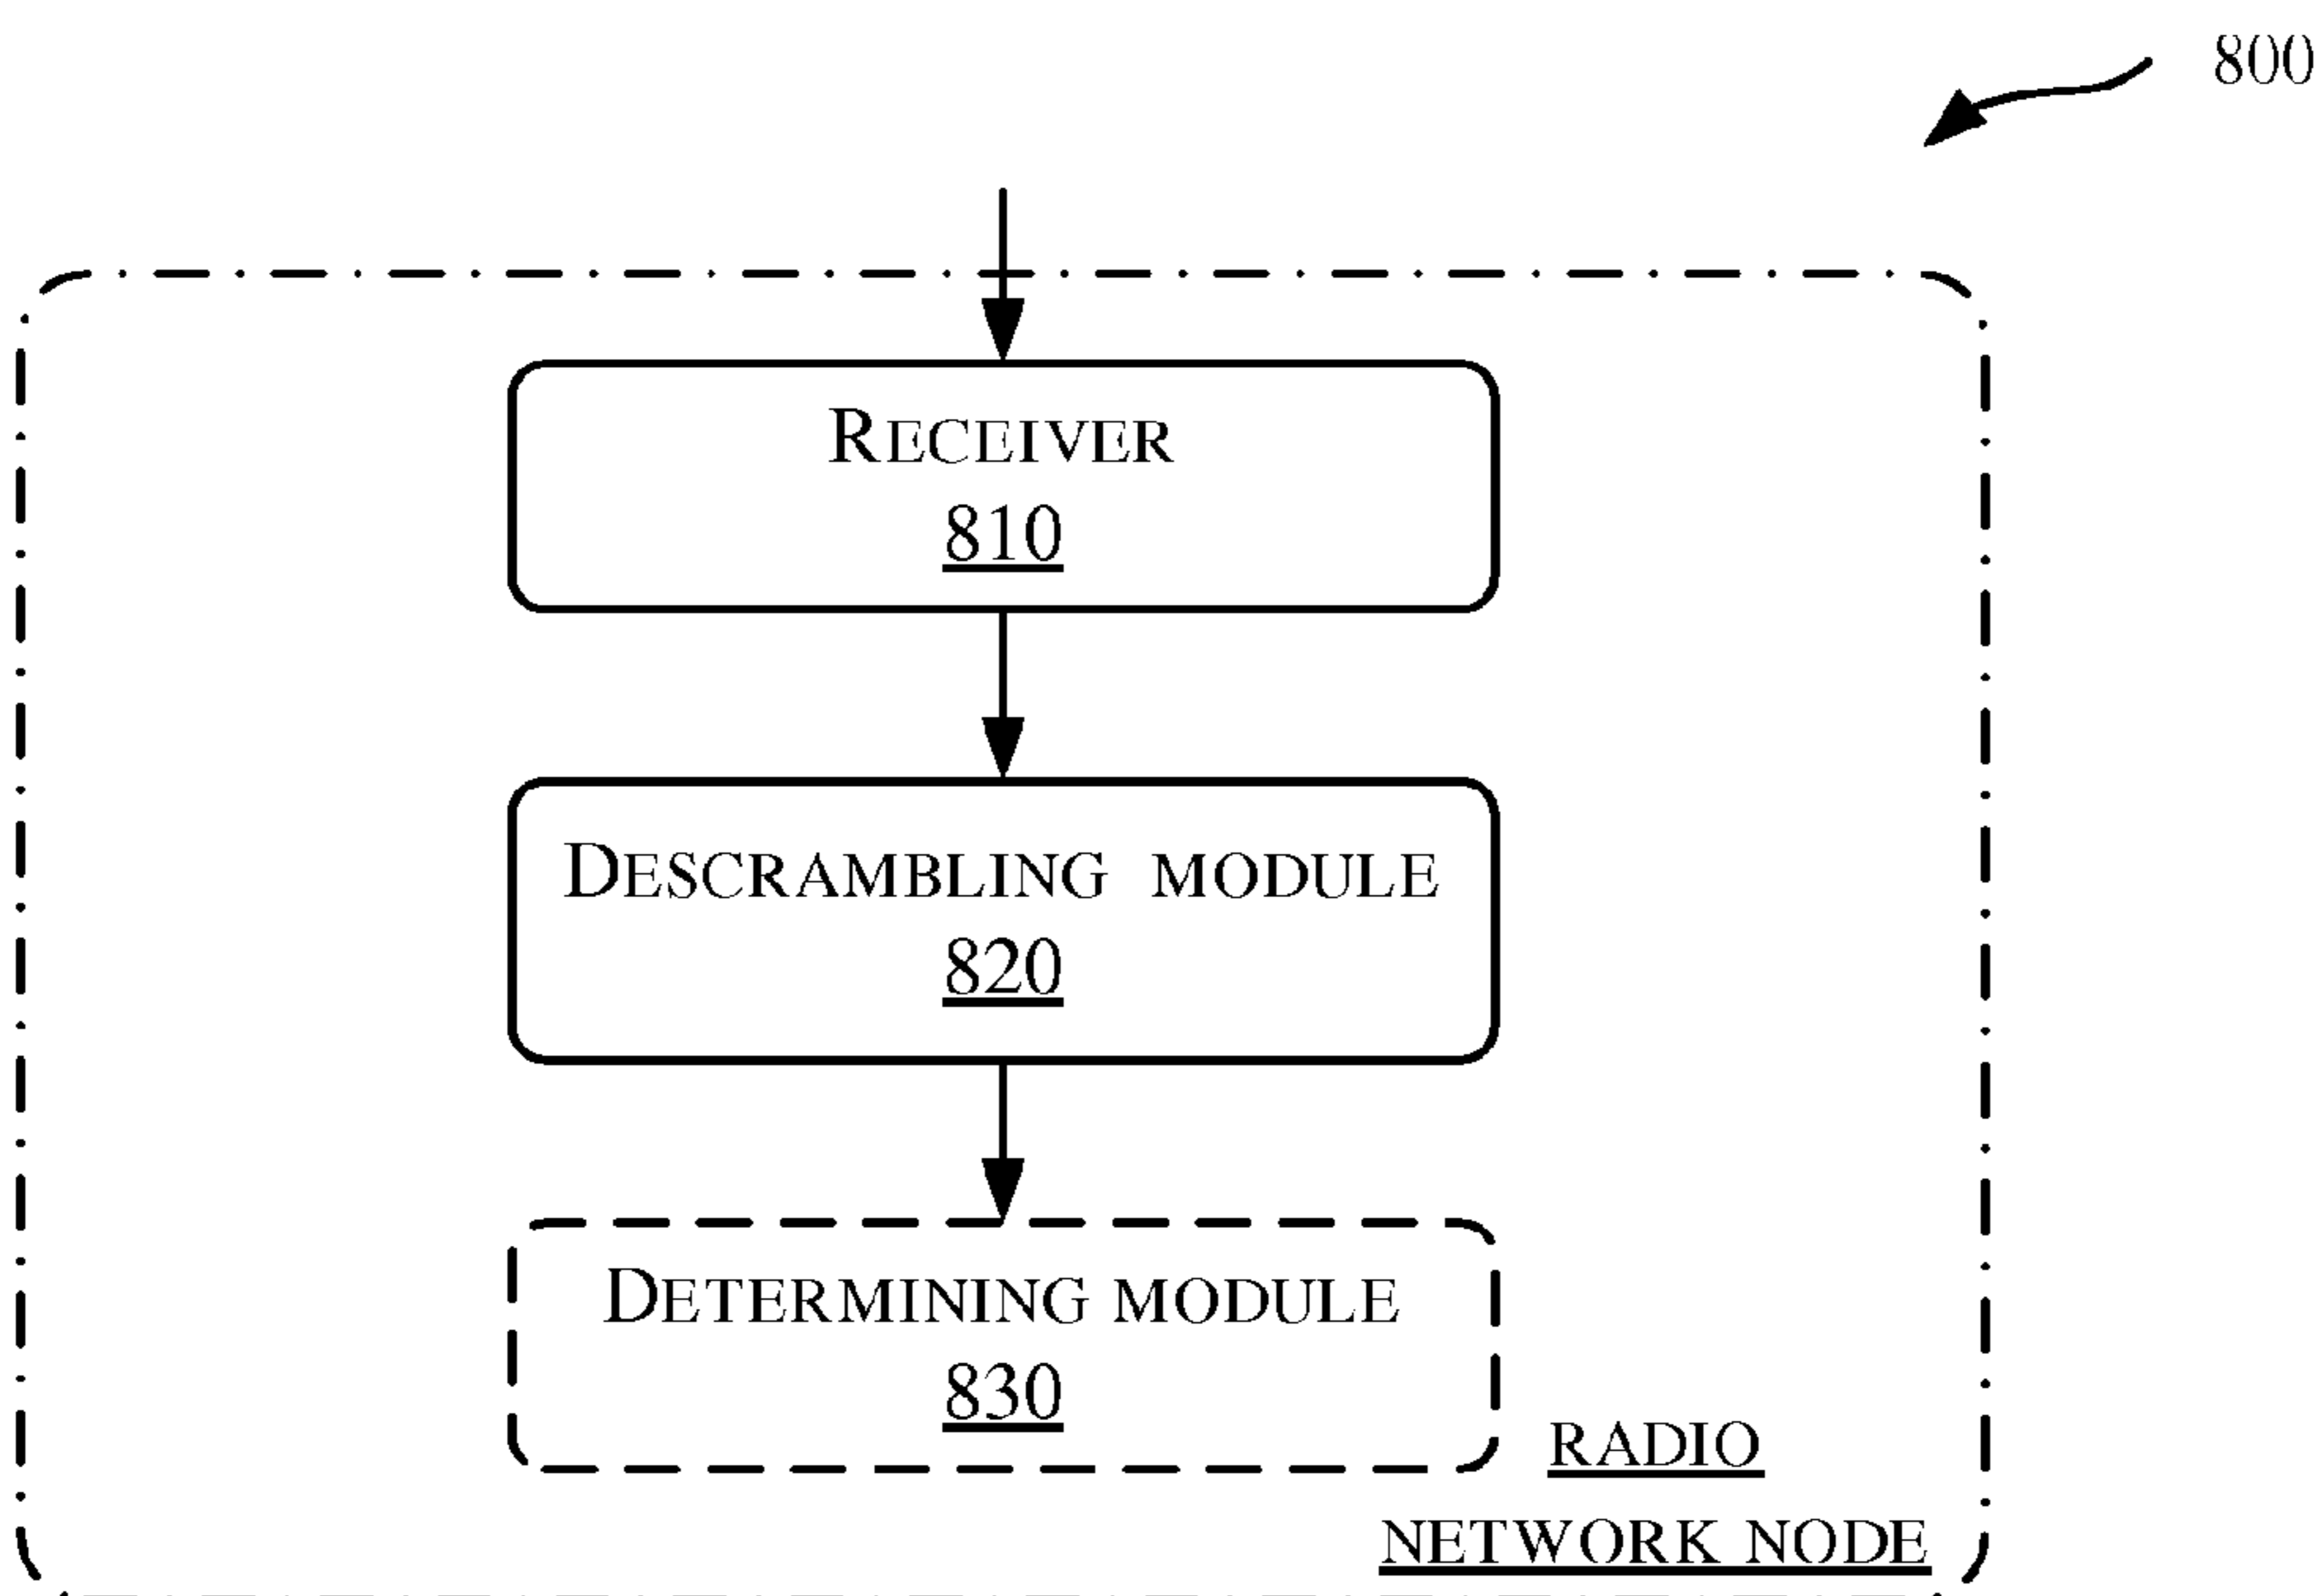 800
RECEIVER
810
DESCRAMBLING MODULE
820
DETERMINING MODULE
830
RADIO
NETWORK NODE